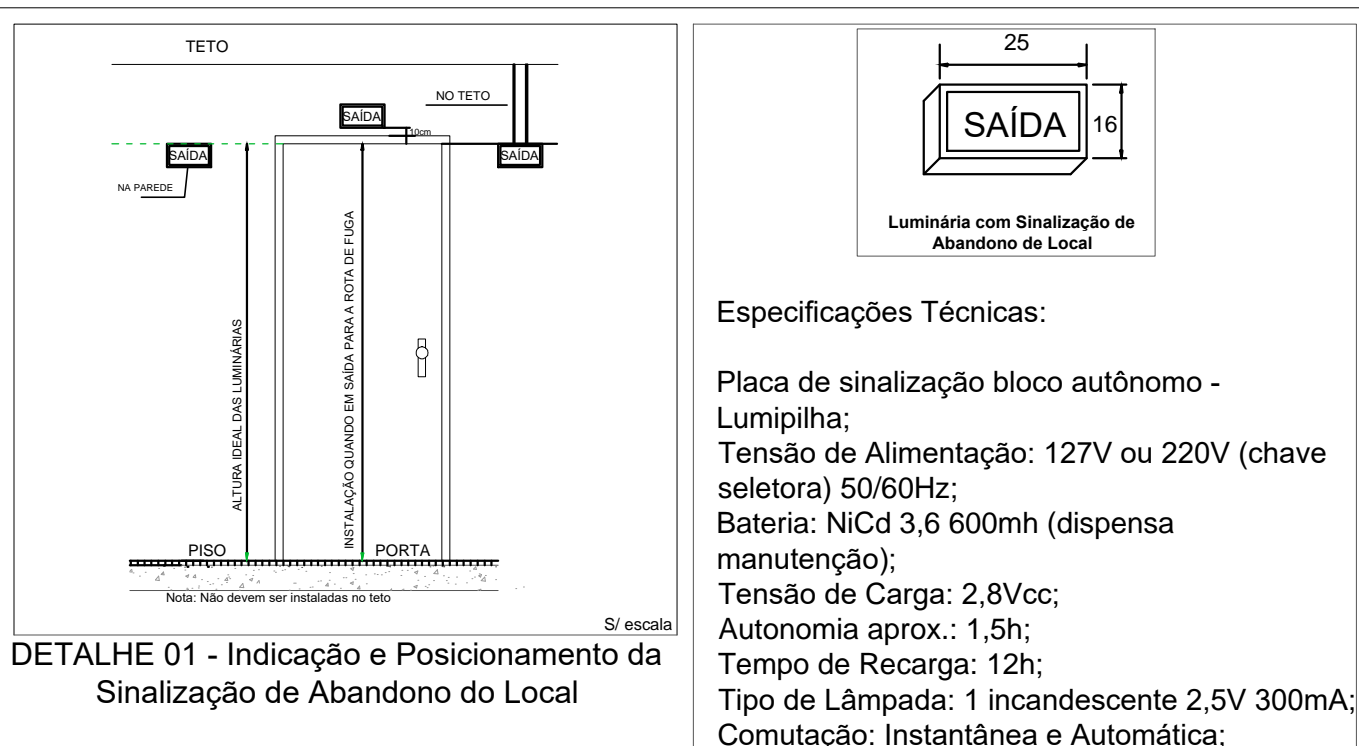 TETO
NO TETO
SAÍDA
10cm
SAÍDA
SAÍDA
NA PAREDE
ALTURA IDEAL DAS LUMINÁRIAS
INSTALAÇÃO QUANDO EM SAÍDA PARA A ROTA DE FUGA
PISO
PORTA
Nota: Não devem ser instaladas no teto
S/ escala
DETALHE 01 - Indicação e Posicionamento da
Sinalização de Abandono do Local
25
SAÍDA
16
Luminária com Sinalização de
Abandono de Local
Especificações Técnicas:
Placa de sinalização bloco autônomo -
Lumipilha;
Tensão de Alimentação: 127V ou 220V (chave
seletora) 50/60Hz;
Bateria: NiCd 3,6 600mh (dispensa
manutenção);
Tensão de Carga: 2,8Vcc;
Autonomia aprox.: 1,5h;
Tempo de Recarga: 12h;
Tipo de Lâmpada: 1 incandescente 2,5V 300mA;
Comutação: Instantânea e Automática;